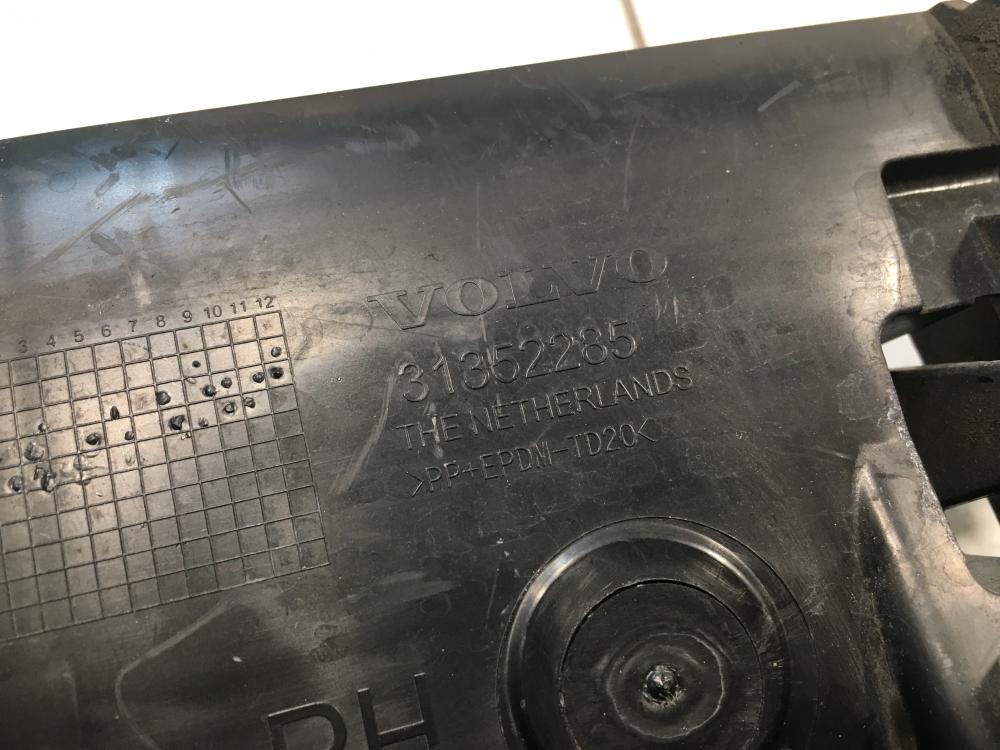 VOLVO
31352285
THE NETHERLANDS
>PP+EPDM-TD20<
3 4 5 6 7 8 9 10 11 12